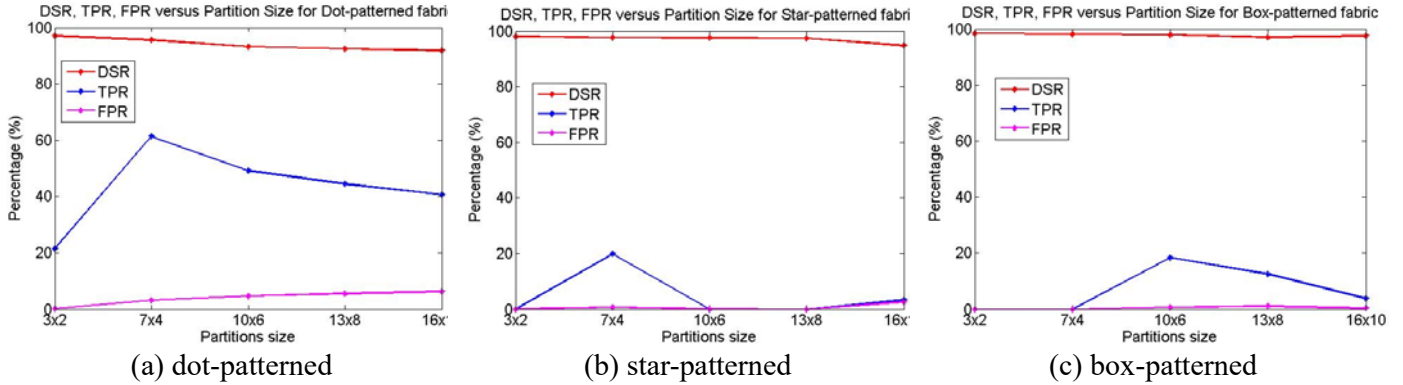 DSR, TPR, FPR versus Partition Size for Dot-patterned fabric
100
80
60
40
20
0
Percentage (%)
DSR
TPR
FPR
3x2
7x4
10x6
13x8
16x
Partitions size
(a) dot-patterned
DSR, TPR, FPR versus Partition Size for Star-patterned fabri
100
80
60
40
20
0
Percentage (%)
DSR
TPR
FPR
3x2
7x4
10x6
13x8
16x
Partitions size
(b) star-patterned
DSR, TPR, FPR versus Partition Size for Box-patterned fabric
100
80
60
40
20
0
Percentage (%)
DSR
TPR
FPR
3x2
7x4
10x6
13x8
16x10
Partitions size
(c) box-patterned